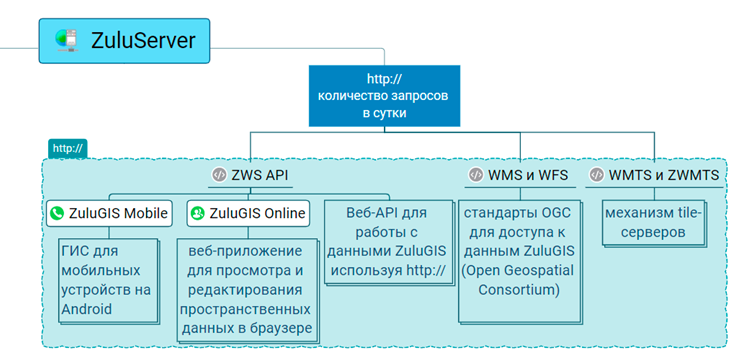 ZuluServer
http://
количество запросов
в сутки
http://
ZWS API
WMS и WFS
WMTS и ZWMTS
ZuluGIS Mobile
ГИС для
мобильных
устройств на
Android
ZuluGIS Online
веб-приложение
для просмотра и
редактирования
пространственных
данных в браузере
Веб-API для
работы с
данными ZuluGIS
используя http://
стандарты OGC
для доступа к
данным ZuluGIS
(Open Geospatial
Consortium)
механизм tile-
серверов